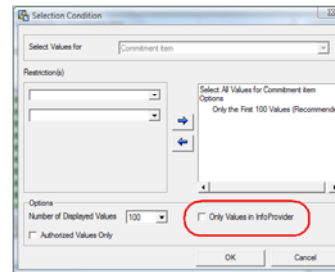 Selection Condition
Select Values for
Commitment item
Restriction(s)
Select All Values for Commitment item
Options
Only the First 100 Values (Recommende
Options
Number of Displayed Values
100
Only Values in InfoProvider
Authorized Values Only
OK
Cancel